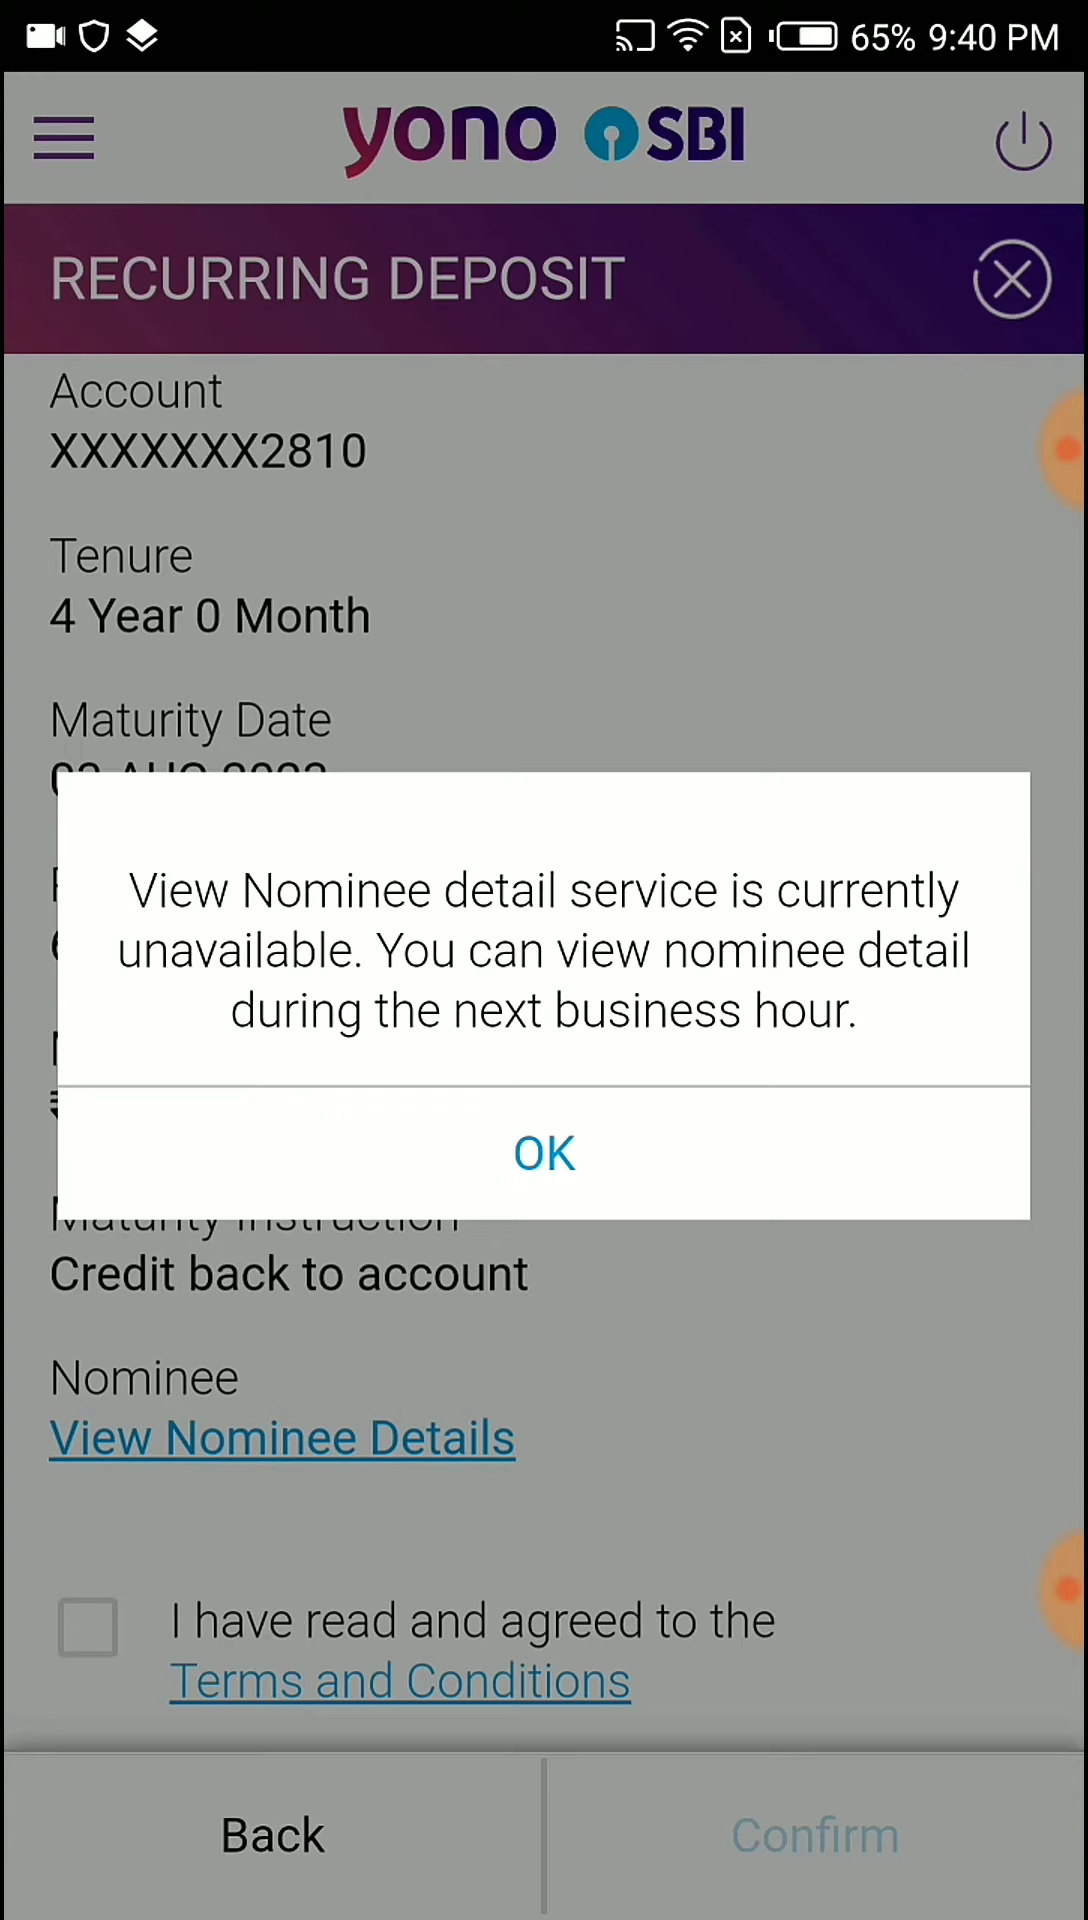 65% 9:40 PM
yono SBI
RECURRING DEPOSIT
Account
XXXXXXX2810
Tenure
4 Year 0 Month
Maturity Date
View Nominee detail service is currently
unavailable. You can view nominee detail
during the next business hour.
OK
Maturity Instruction
Credit back to account
Nominee
View Nominee Details
I have read and agreed to the
Terms and Conditions
Back
Confirm